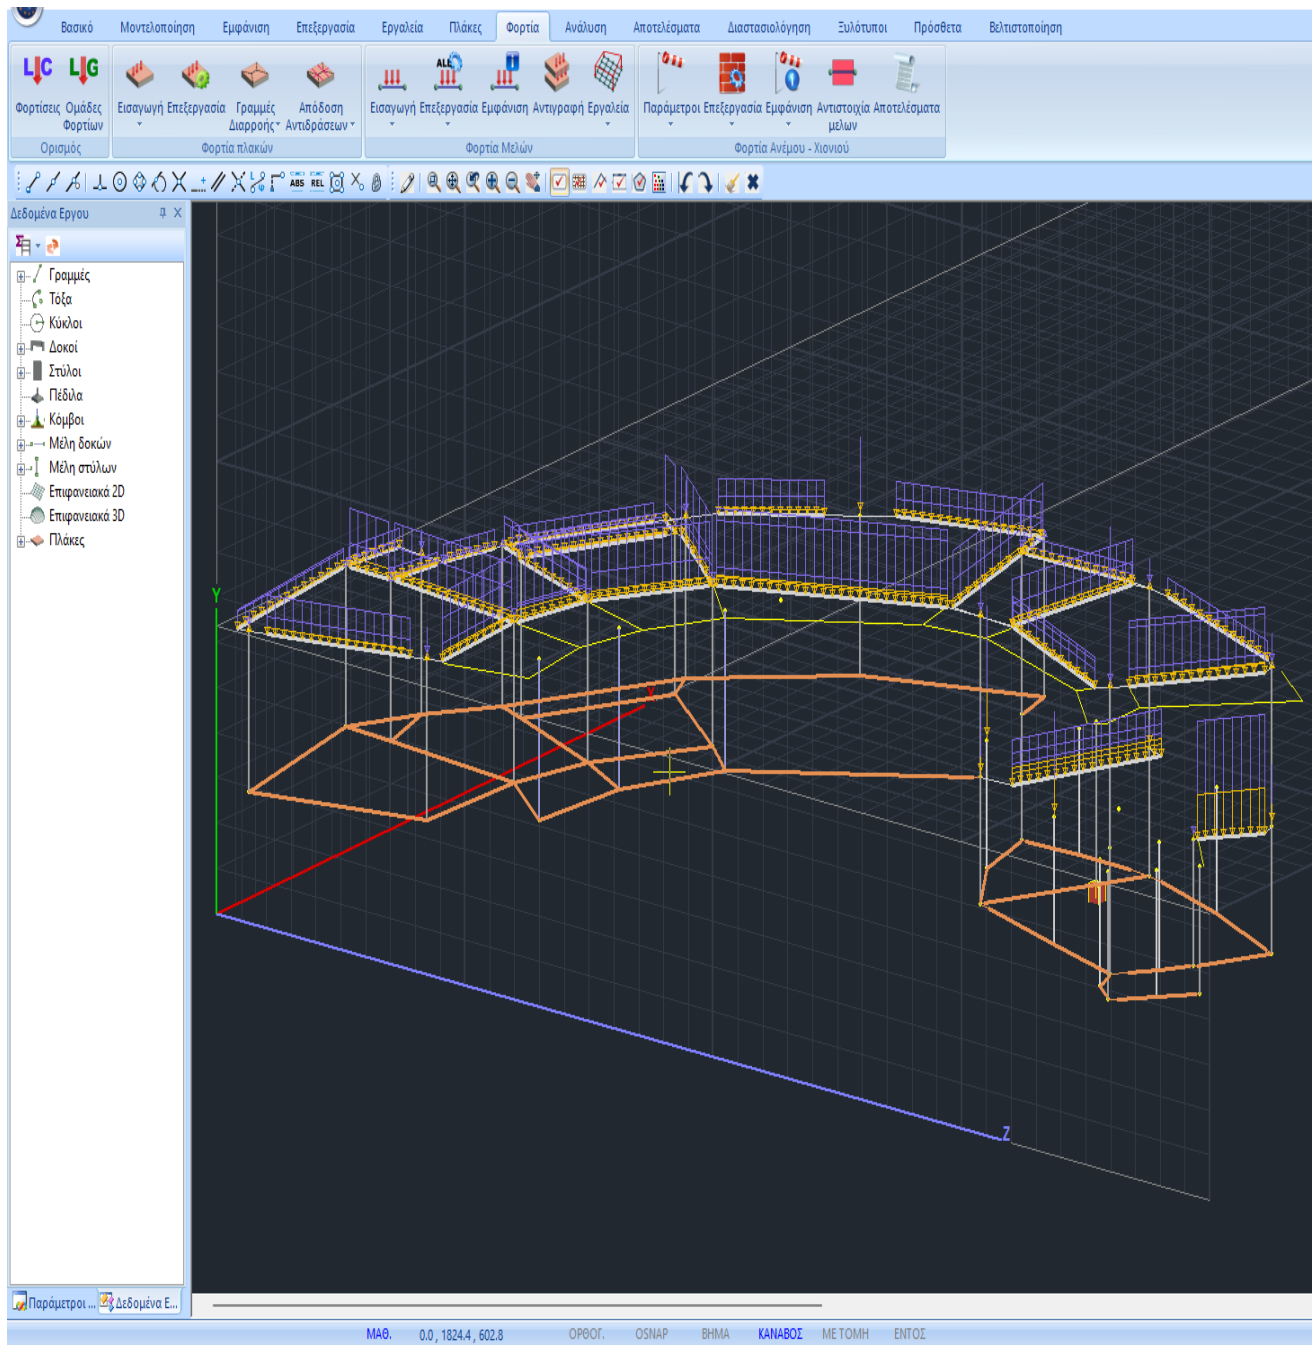 Βασικό Μοντελοποίηση Εμφάνιση Επεξεργασία Εργαλεία Πλάκες Φορτία Ανάλυση Αποτελέσματα Διαστασιολόγηση Ξυλότυποι Πρόσθετα Βελτιστοποίηση
LC LG ALL
Φορτίσεις Ομάδες Φορτίων Εισαγωγή Επεξεργασία Γραμμές Διαρροής Απόδοση Αντιδράσεων Εισαγωγή Επεξεργασία Εμφάνιση Αντιγραφή Εργαλεία Παράμετροι Επεξεργασία Εμφάνιση Αντιστοιχία μελων Αποτελέσματα
Ορισμός Φορτία πλακών Φορτία Μελών Φορτία Ανέμου - Χιονιού
ABS REL
Δεδομένα Εργου
Γραμμές
Τόξα
Κύκλοι
Δοκοί
Στύλοι
Πέδιλα
Κόμβοι
Μέλη δοκών
Μέλη στύλων
Επιφανειακά 2D
Επιφανειακά 3D
Πλάκες
Y
Z
Παράμετροι ... Δεδομένα Ε...
ΜΑΘ. 0.0 , 1824.4 , 602.8 ΟΡΘΟΓ. OSNAP ΒΗΜΑ ΚΑΝΑΒΟΣ ΜΕ ΤΟΜΗ ΕΝΤΟΣ